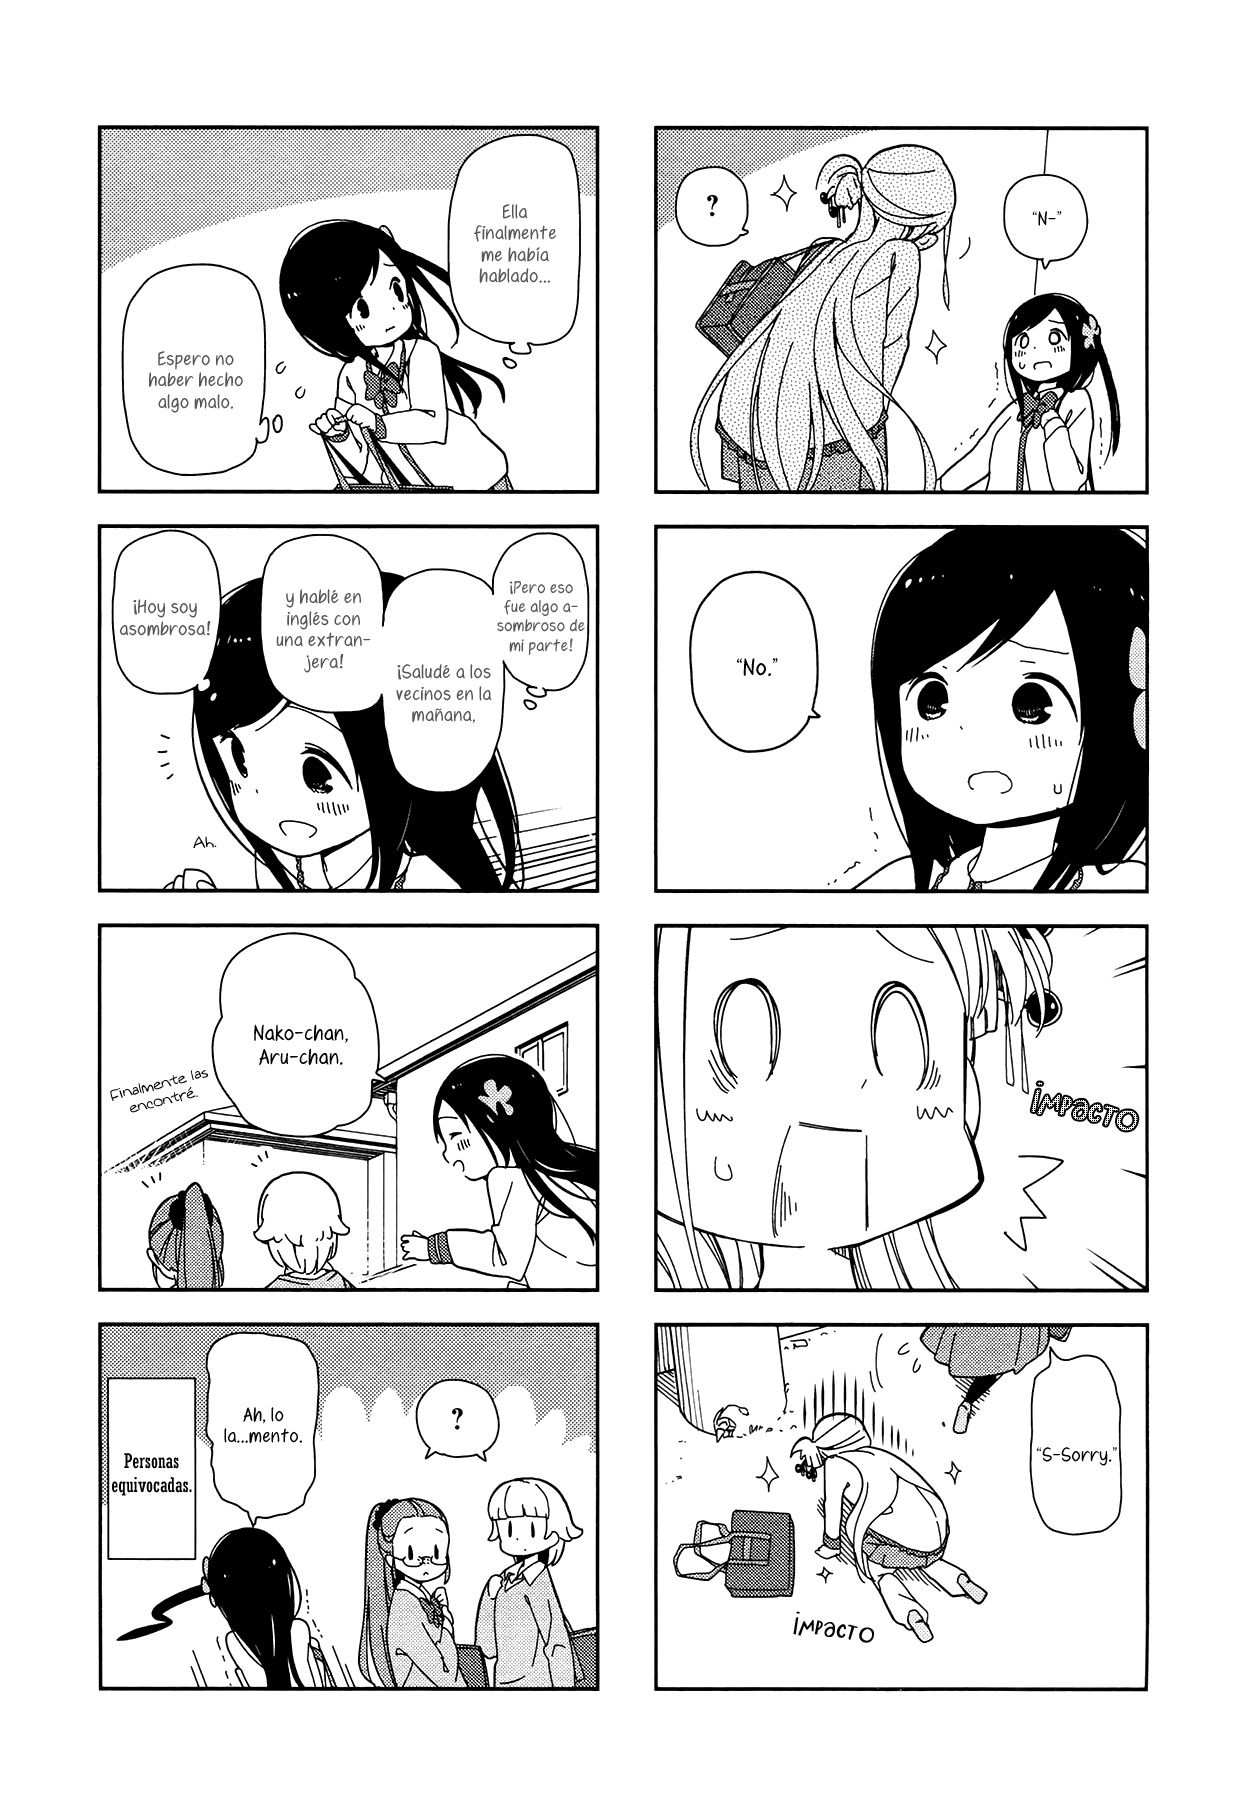 ?
"N-"
"No."
IMPACTO
"S-Sorry."
IMPACTO
Ella
finalmente
me había
hablado...
Espero no
haber hecho
algo malo.
¡Pero eso
fue algo a-
sombroso de
mi parte!
¡Saludé a los
vecinos en la
mañana,
y hablé en
inglés con
una extran-
jera!
¡Hoy soy
asombrosa!
Ah.
Nako-chan,
Aru-chan.
Finalmente las
encontré.
?
Ah, lo
la...mento.
Personas
equivocadas.